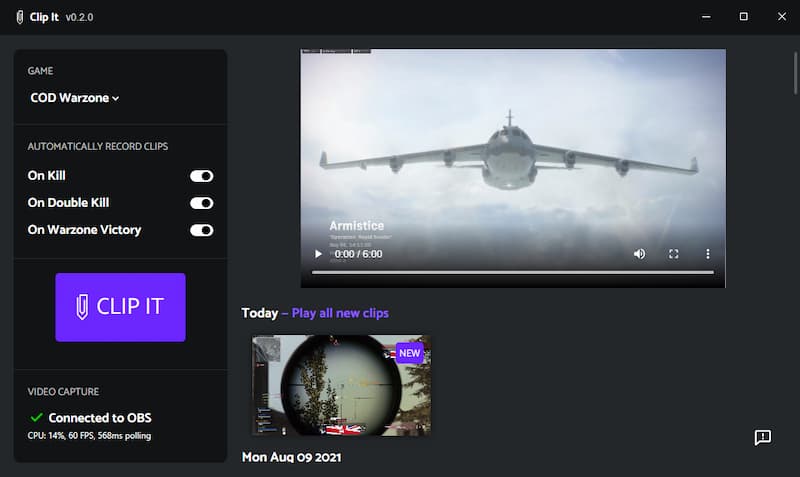 Clip It v0.2.0
GAME
COD Warzone
AUTOMATICALLY RECORD CLIPS
On Kill
On Double Kill
On Warzone Victory
CLIP IT
VIDEO CAPTURE
Connected to OBS
CPU: 14%, 60 FPS, 568ms polling
Armistice
0:00 / 6:00
Today – Play all new clips
NEW
Mon Aug 09 2021